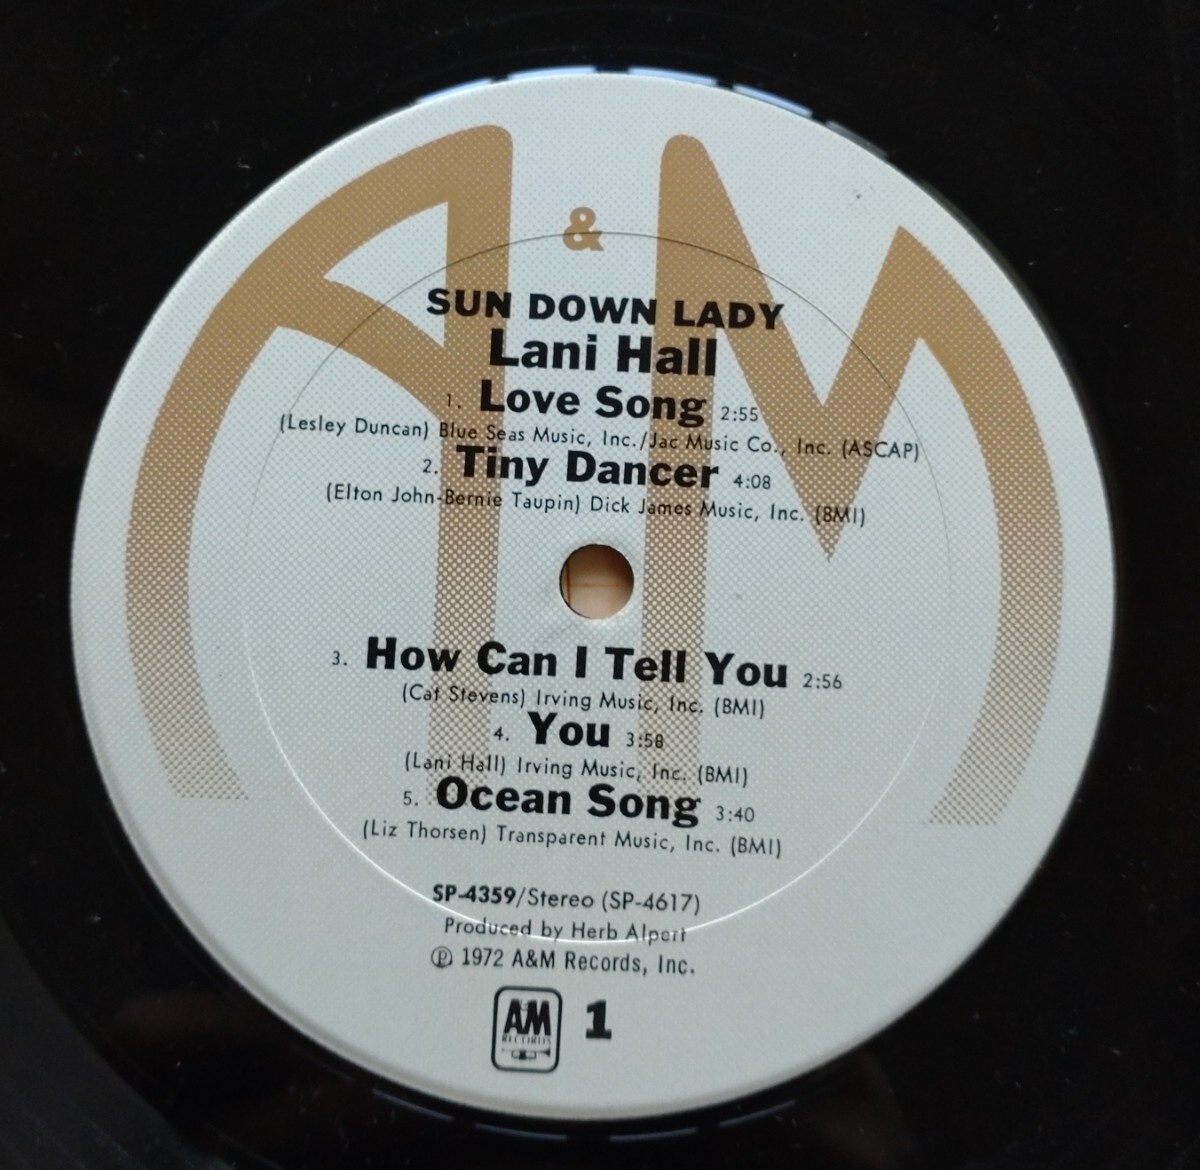 A & M
SUN DOWN LADY
Lani Hall
1. Love Song 2:55
(Lesley Duncan) Blue Seas Music, Inc./Jac Music Co., Inc. (ASCAP)
2. Tiny Dancer 4:08
(Elton John-Bernie Taupin) Dick James Music, Inc. (BMI)
3. How Can I Tell You 2:56
(Cat Stevens) Irving Music, Inc. (BMI)
4. You 3:58
(Lani Hall) Irving Music, Inc. (BMI)
5. Ocean Song 3:40
(Liz Thorsen) Transparent Music, Inc. (BMI)
SP-4359/Stereo (SP-4617)
Produced by Herb Alpert
℗ 1972 A&M Records, Inc.
AM RECORDS 1